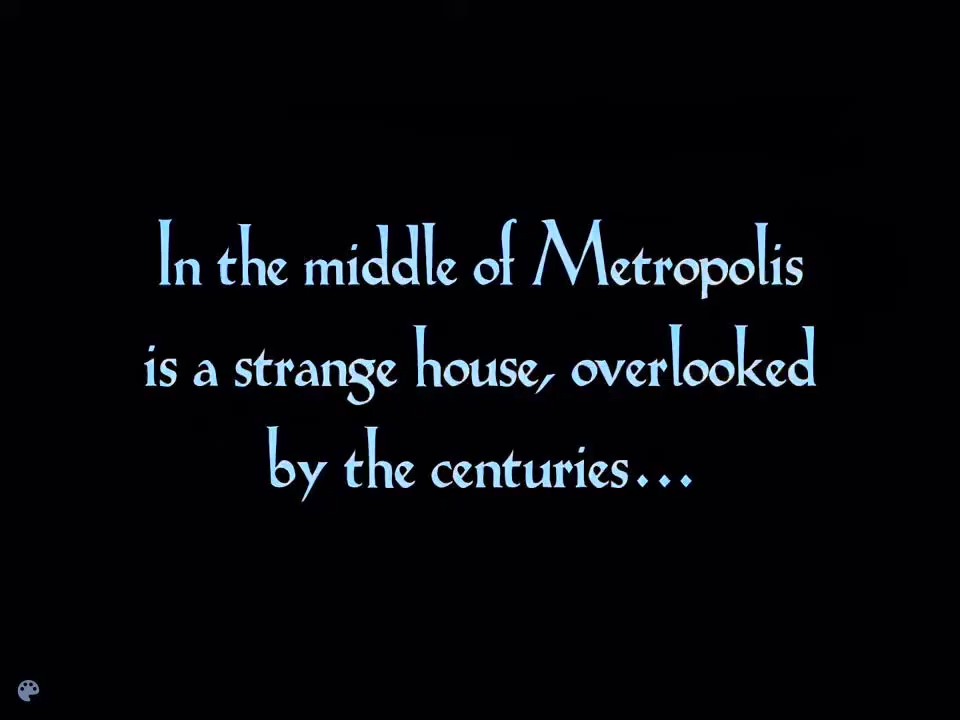 In the middle of Metropolis
is a strange house, overlooked
by the centuries...